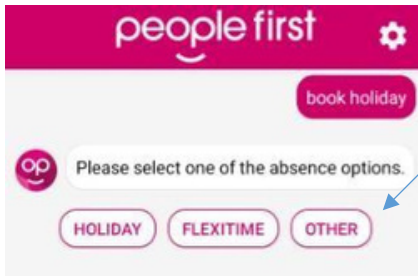 people first
book holiday
op
Please select one of the absence options.
HOLIDAY FLEXITIME OTHER